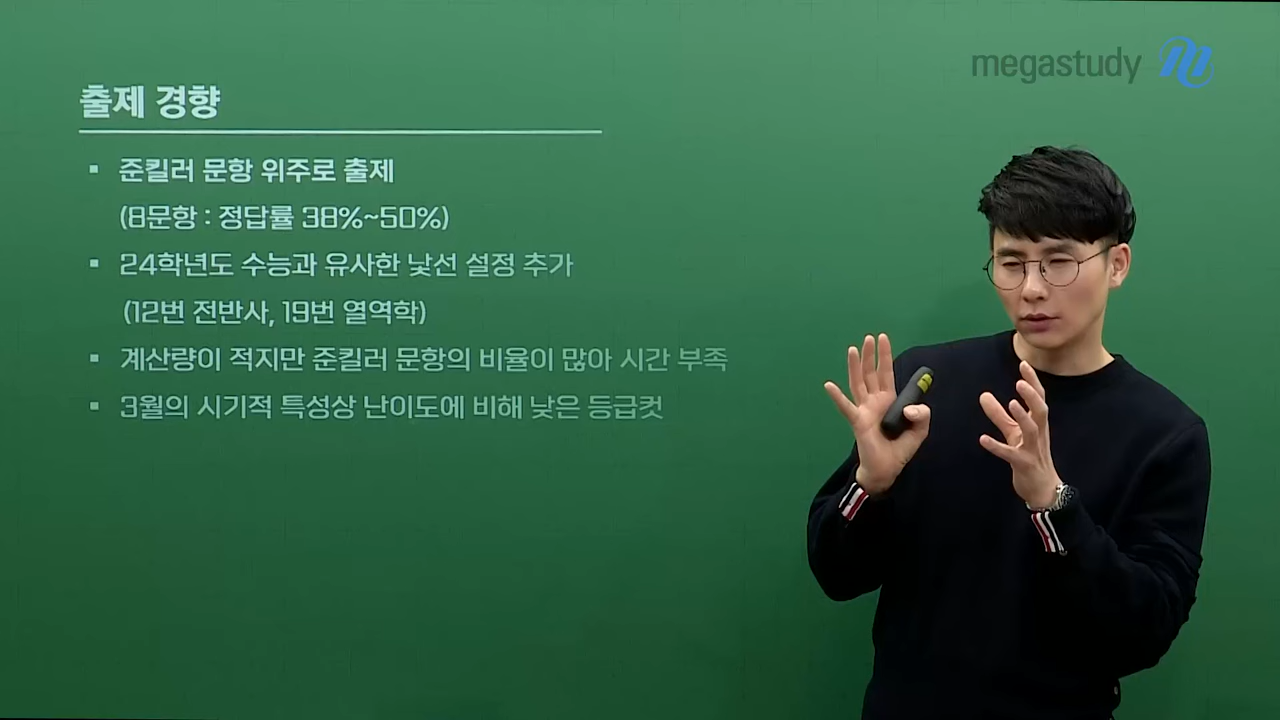 megastudy
출제 경향
▪ 준킬러 문항 위주로 출제
(8문항 : 정답률 38%~50%)
▪ 24학년도 수능과 유사한 낯선 설정 추가
(12번 전반사, 19번 열역학)
▪ 계산량이 적지만 준킬러 문항의 비율이 많아 시간 부족
▪ 3월의 시기적 특성상 난이도에 비해 낮은 등급컷